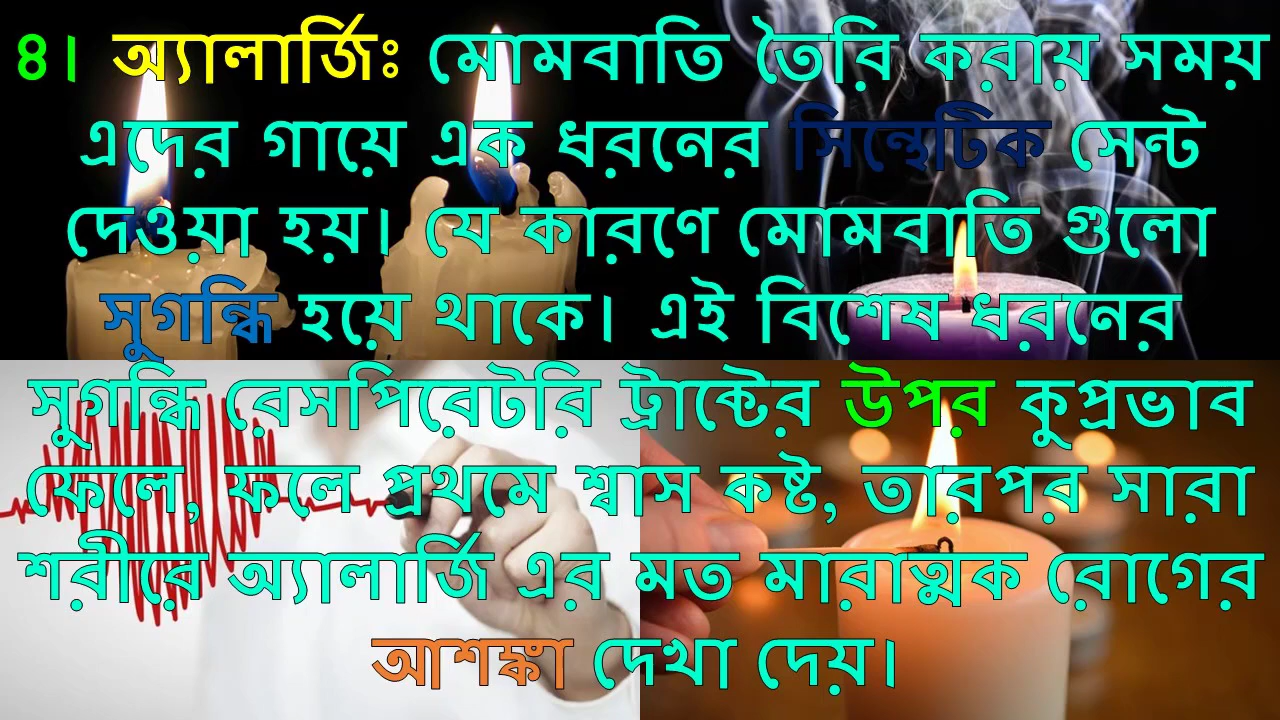 ৪। অ্যালার্জিঃ মোমবাতি তৈরি করায় সময়
এদের গায়ে এক ধরনের সিন্থেটিক সেন্ট
দেওয়া হয়। যে কারণে মোমবাতি গুলো
সুগন্ধি হয়ে থাকে। এই বিশেষ ধরনের
সুগন্ধি রেসপিরেটরি ট্রাক্টের উপর কুপ্রভাব
ফেলে, ফলে প্রথমে শ্বাস কষ্ট, তারপর সারা
শরীরে অ্যালার্জি এর মত মারাত্মক রোগের
আশঙ্কা দেখা দেয়।